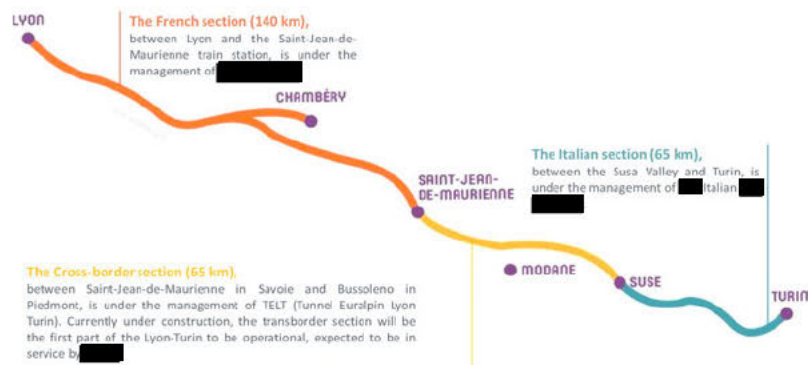 LYON
The French section (140 km),
between Lyon and the Saint-Jean-de-
Maurienne train station, is under the
management of
CHAMBÉRY
SAINT-JEAN-
DE-MAURIENNE
The Italian section (65 km),
between the Susa Valley and Turin, is
under the management of Italian
MODANE
SUSE
TURIN
The Cross-border section (65 km),
between Saint-Jean-de-Maurienne in Savoie and Bussoleno in
Piedmont, is under the management of TELT (Tunnel Euralpin Lyon
Turin). Currently under construction, the transborder section will be
the first part of the Lyon-Turin to be operational, expected to be in
service by